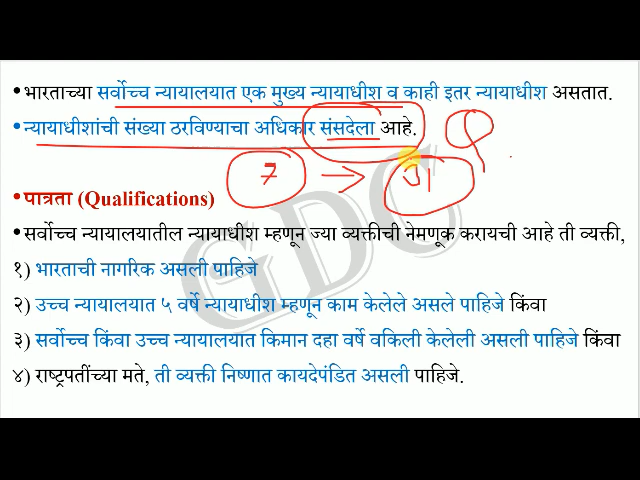 •भारताच्या सर्वोच्च न्यायालयात एक मुख्य न्यायाधीश व काही इतर न्यायाधीश असतात.
•न्यायाधीशांची संख्या ठरविण्याचा अधिकार संसदेला आहे.
7 →
•पात्रता (Qualifications)
•सर्वोच्च न्यायालयातील न्यायाधीश म्हणून ज्या व्यक्तीची नेमणूक करायची आहे ती व्यक्ती,
१) भारताची नागरिक असली पाहिजे
२) उच्च न्यायालयात ५ वर्षे न्यायाधीश म्हणून काम केलेले असले पाहिजे किंवा
३) सर्वोच्च किंवा उच्च न्यायालयात किमान दहा वर्षे वकिली केलेली असली पाहिजे किंवा
४) राष्ट्रपतींच्या मते, ती व्यक्ती निष्णात कायदेपंडित असली पाहिजे.
GDC